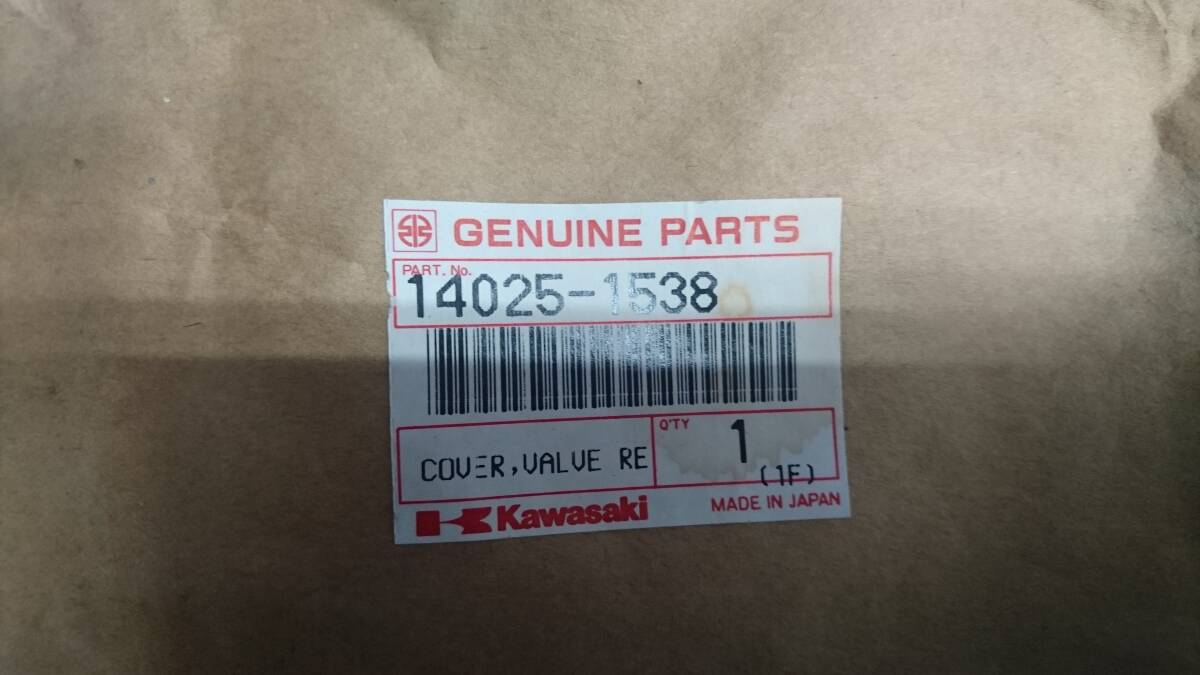 GENUINE PARTS
PART. No.
14025-1538
COVER,VALVE RE
Q'TY
1
(1F)
Kawasaki
MADE IN JAPAN